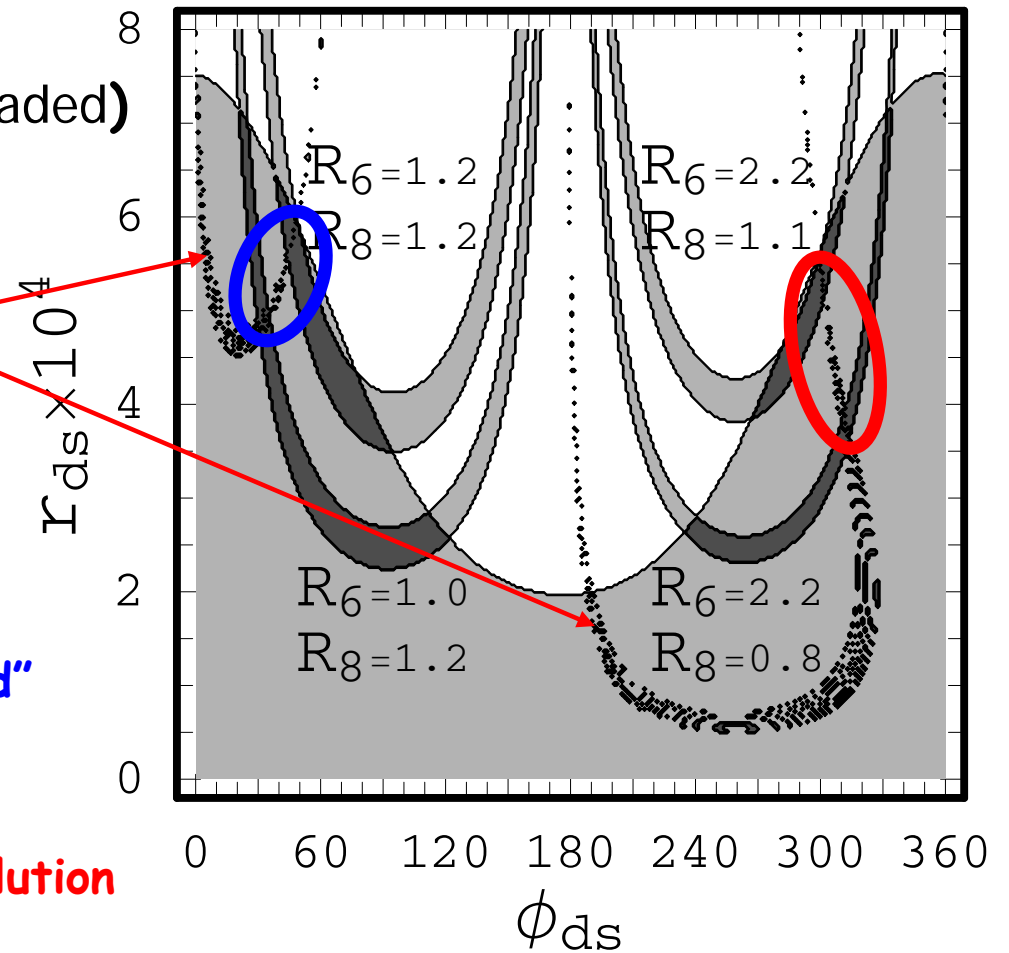 8
aded)
R6=1.2 R6=2.2
6
R8=1.2 R8=1.1
rds×10^4
4
2
R6=1.0 R6=2.2
R8=1.2 R8=0.8
d”
0
lution
0 60 120 180 240 300 360
ϕds